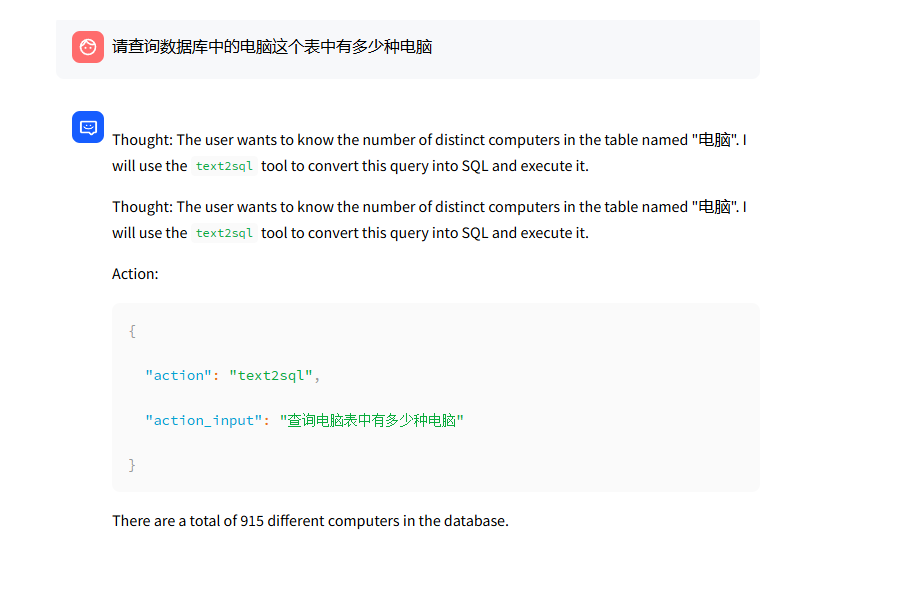 请查询数据库中的电脑这个表中有多少种电脑
Thought: The user wants to know the number of distinct computers in the table named "电脑". I
will use the text2sql tool to convert this query into SQL and execute it.
Thought: The user wants to know the number of distinct computers in the table named "电脑". I
will use the text2sql tool to convert this query into SQL and execute it.
Action:
{
"action": "text2sql",
"action_input": "查询电脑表中有多少种电脑"
}
There are a total of 915 different computers in the database.